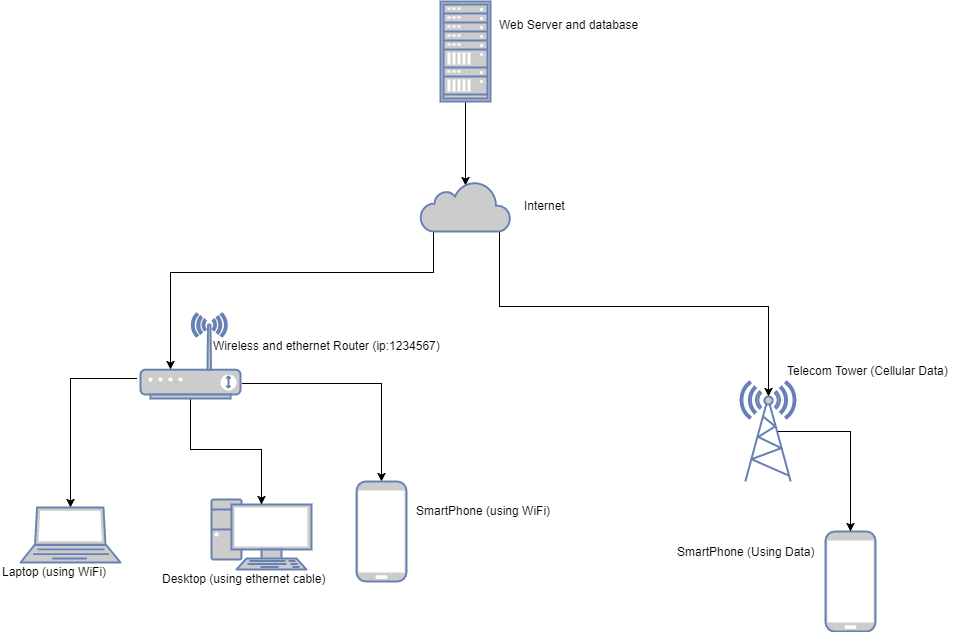 Web Server and database
Internet
Wireless and ethernet Router (ip:1234567)
Telecom Tower (Cellular Data)
SmartPhone (using WiFi)
SmartPhone (Using Data)
Laptop (using WiFi)
Desktop (using ethernet cable)